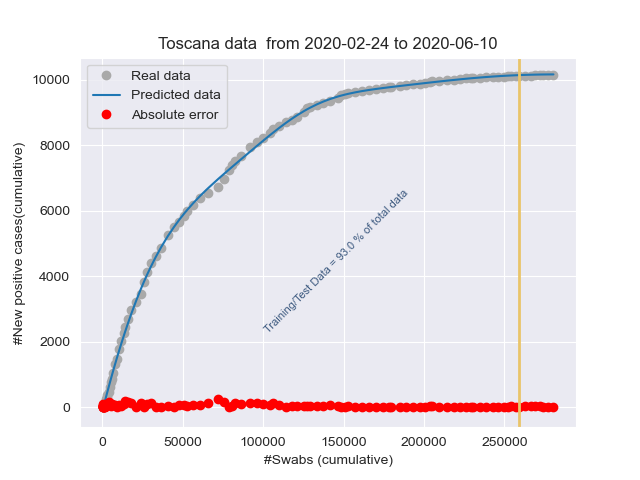 Toscana data  from 2020-02-24 to 2020-06-10
Real data
Predicted data
Absolute error
#New positive cases(cumulative)
10000
8000
6000
4000
2000
0
Training/Test Data = 93.0 % of total data
0
50000
100000
150000
200000
250000
#Swabs (cumulative)